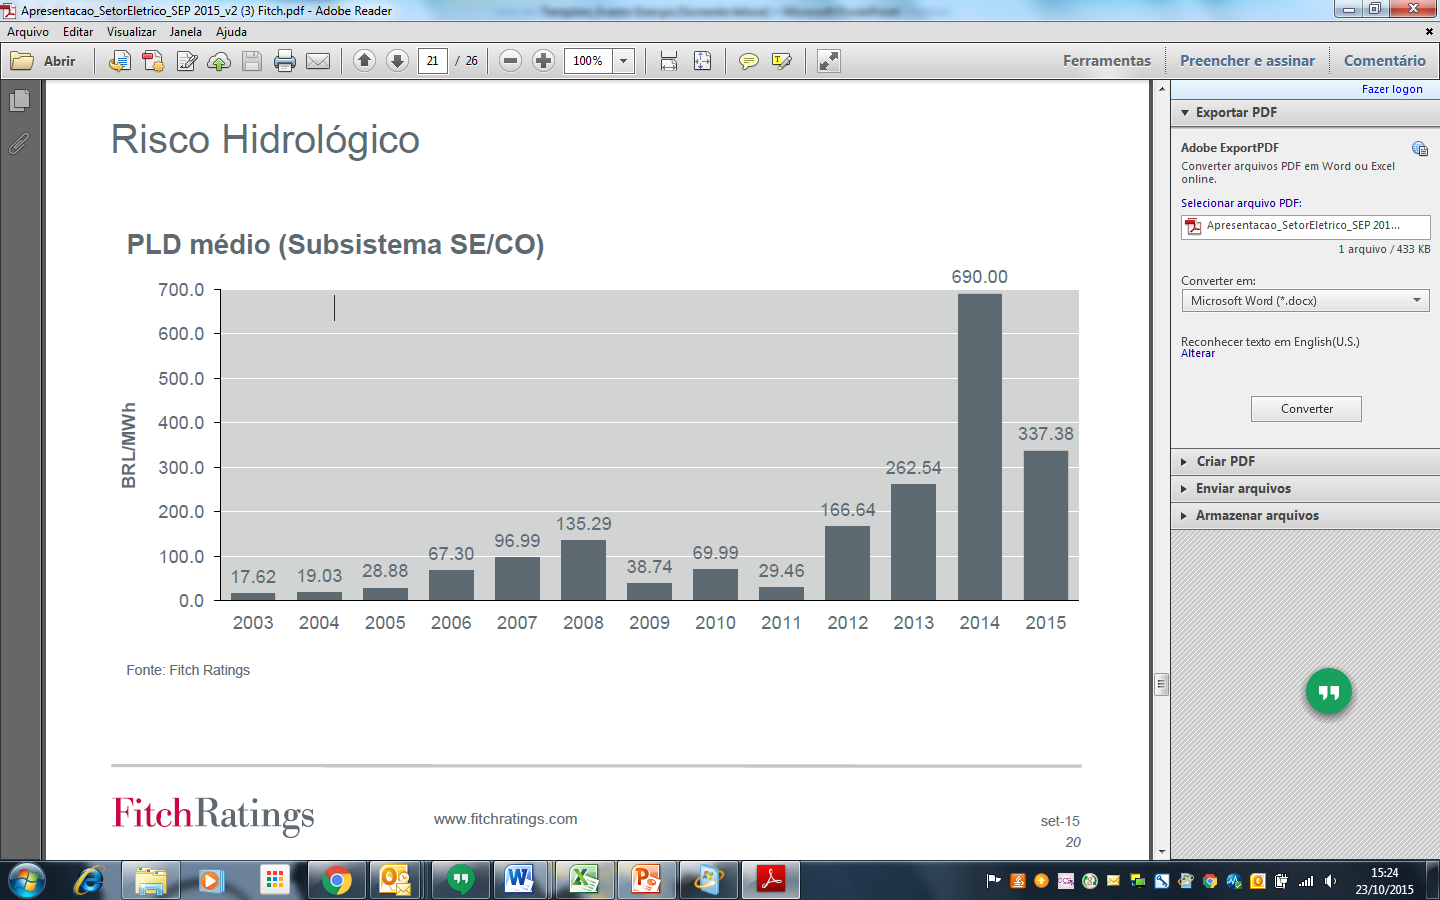 Apresentacao_SetorEletrico_SEP 2015_v2 (3) Fitch.pdf - Adobe Reader
Arquivo Editar Visualizar Janela Ajuda
Abrir 21 / 26 100% Ferramentas Preencher e assinar Comentário
Risco Hidrológico
PLD médio (Subsistema SE/CO)
BRL/MWh
700.0
600.0
500.0
400.0
300.0
200.0
100.0
0.0
17.62 19.03 28.88 67.30 96.99 135.29 38.74 69.99 29.46 166.64 262.54 690.00 337.38
2003 2004 2005 2006 2007 2008 2009 2010 2011 2012 2013 2014 2015
Fonte: Fitch Ratings
FitchRatings
www.fitchratings.com
set-15
20
Fazer logon
Exportar PDF
Adobe ExportPDF
Converter arquivos PDF em Word ou Excel
online.
Selecionar arquivo PDF:
Apresentacao_SetorEletrico_SEP 201...
1 arquivo / 433 KB
Converter em:
Microsoft Word (*.docx)
Reconhecer texto em English(U.S.)
Alterar
Converter
Criar PDF
Enviar arquivos
Armazenar arquivos
15:24
23/10/2015